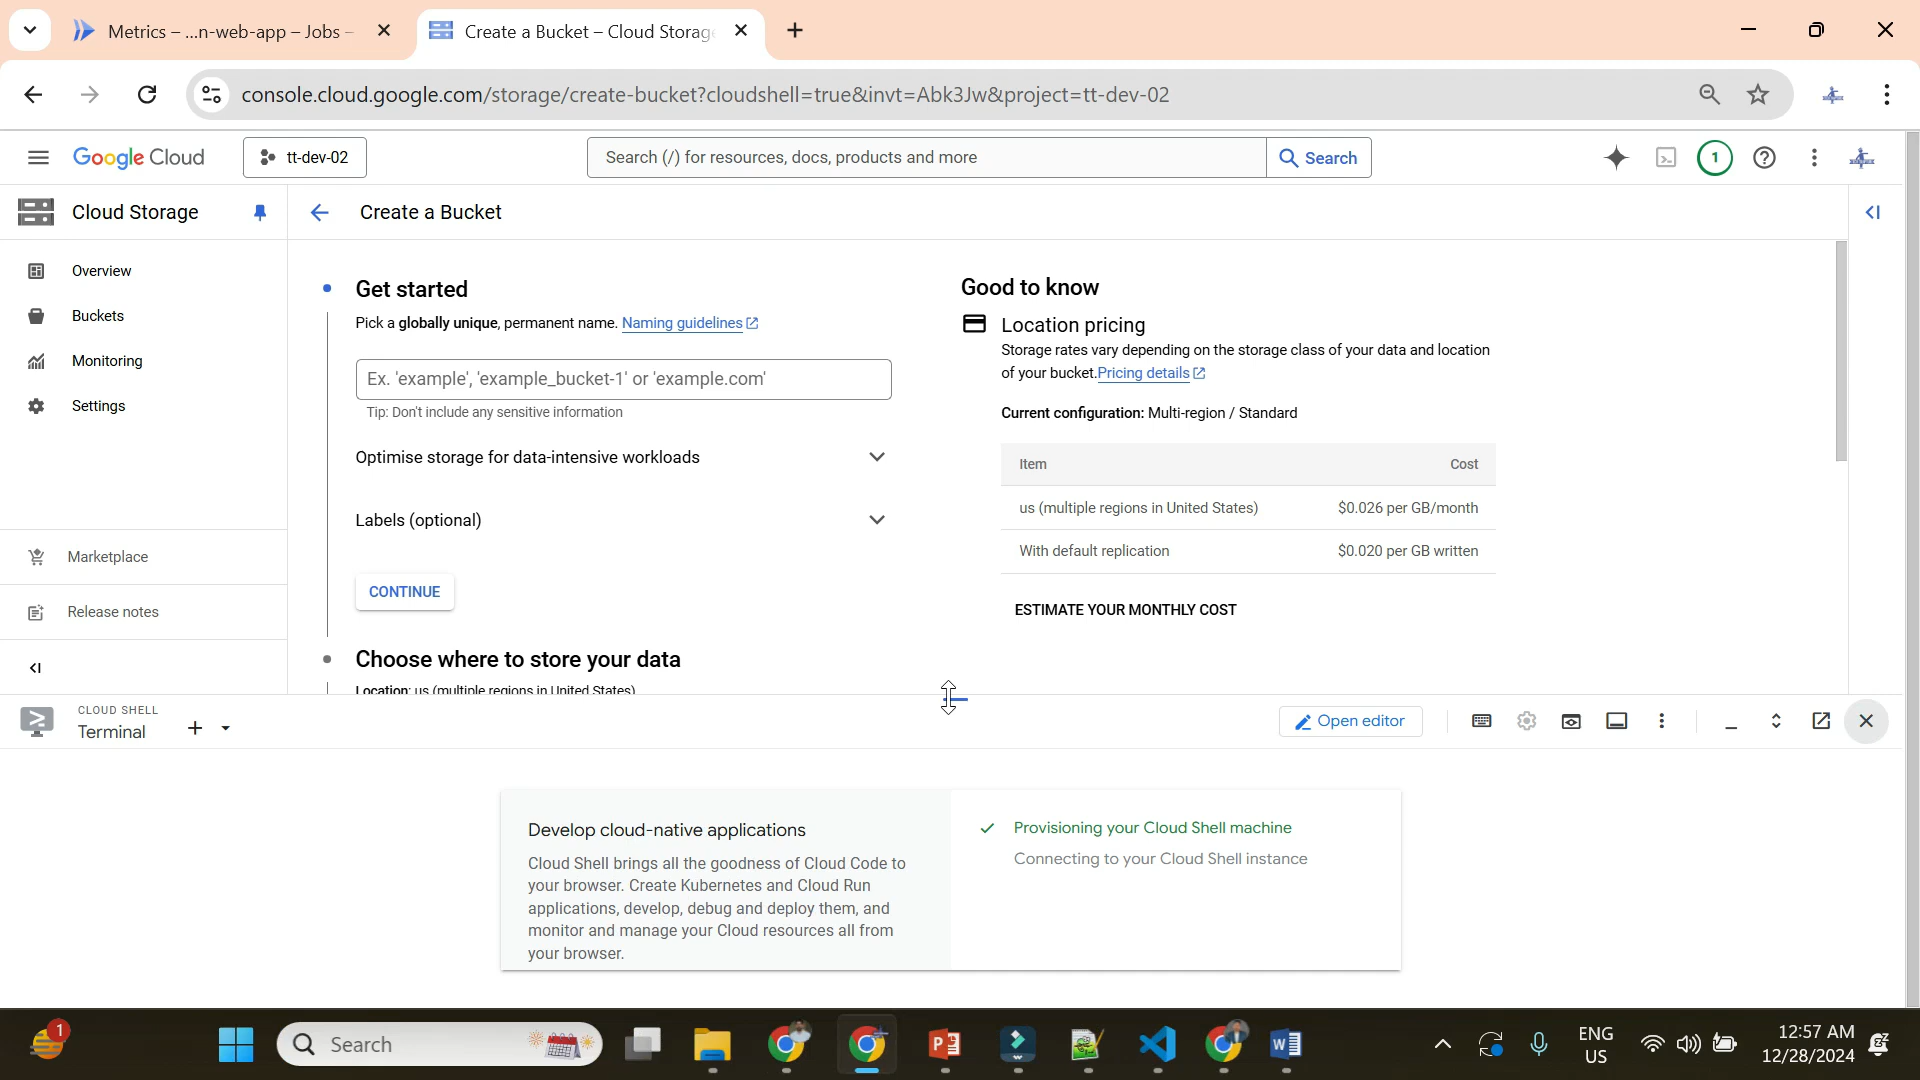 Metrics – ...n-web-app – Jobs –
Create a Bucket – Cloud Storage
console.cloud.google.com/storage/create-bucket?cloudshell=true&invt=Abk3Jw&project=tt-dev-02
Google Cloud
tt-dev-02
Search (/) for resources, docs, products and more
Search
1
Cloud Storage
Create a Bucket
Overview
Buckets
Monitoring
Settings
Marketplace
Release notes
Get started
Pick a globally unique, permanent name. Naming guidelines
Ex. 'example', 'example_bucket-1' or 'example.com'
Tip: Don't include any sensitive information
Optimise storage for data-intensive workloads
Labels (optional)
CONTINUE
Choose where to store your data
Location: us (multiple regions in United States)
Good to know
Location pricing
Storage rates vary depending on the storage class of your data and location
of your bucket.Pricing details
Current configuration: Multi-region / Standard
Item Cost
us (multiple regions in United States) $0.026 per GB/month
With default replication $0.020 per GB written
ESTIMATE YOUR MONTHLY COST
CLOUD SHELL
Terminal
Open editor
Develop cloud-native applications
Cloud Shell brings all the goodness of Cloud Code to
your browser. Create Kubernetes and Cloud Run
applications, develop, debug and deploy them, and
monitor and manage your Cloud resources all from
your browser.
Provisioning your Cloud Shell machine
Connecting to your Cloud Shell instance
1
Search
ENG
US
12:57 AM
12/28/2024